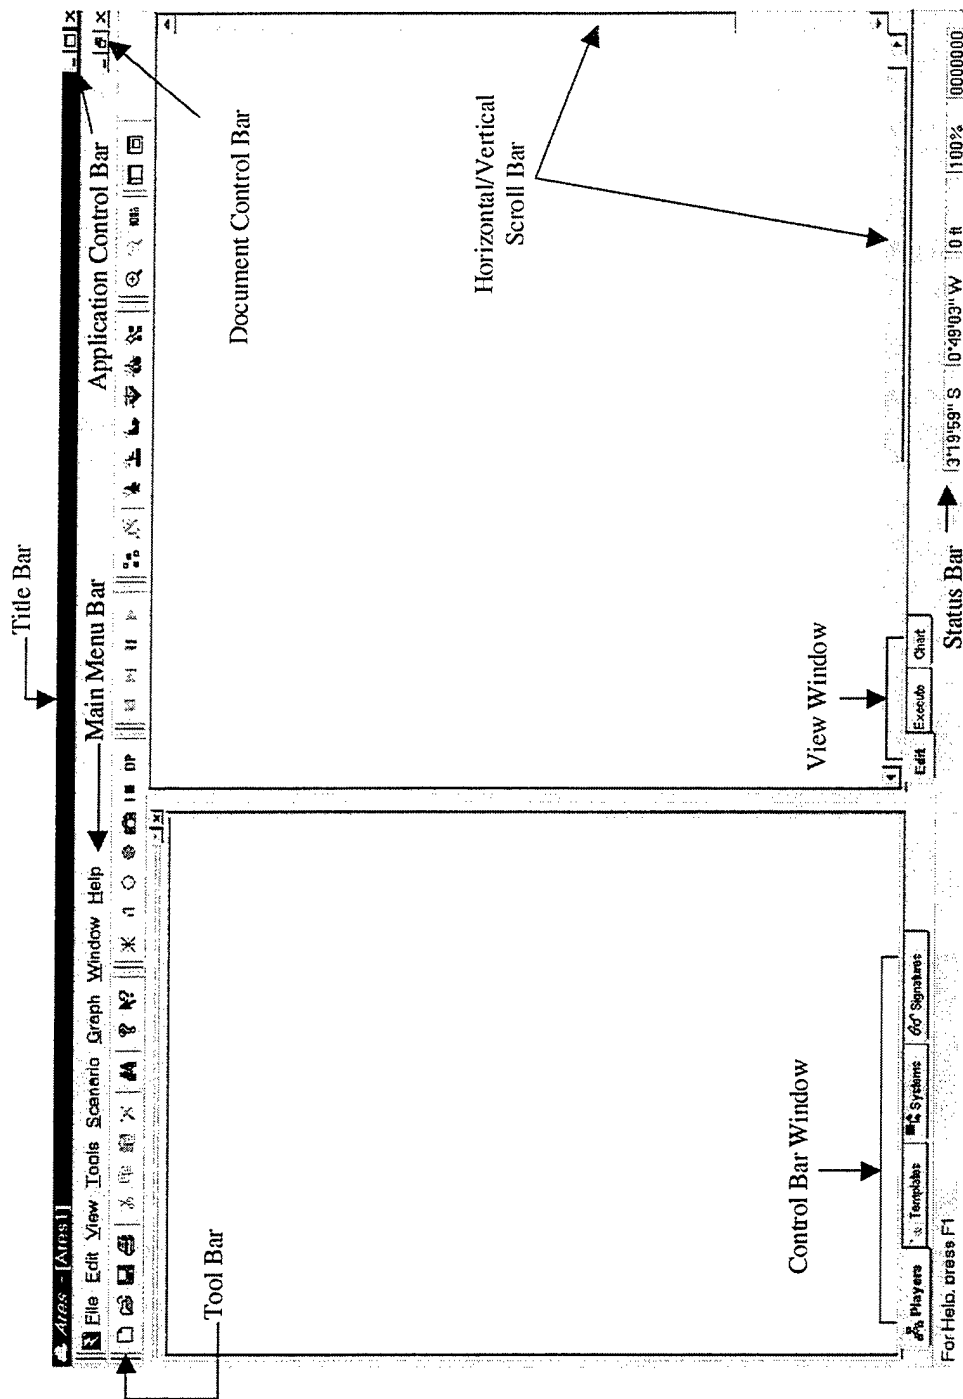 Title Bar
Ares - [Ares1]
File Edit View Tools Scenario Graph Window Help
Main Menu Bar
Application Control Bar
DP
Tool Bar
Document Control Bar
Horizontal/Vertical
Scroll Bar
Control Bar Window
View Window
Players Templates Systems Signatures
Edit Execute Chart
For Help, press F1
Status Bar
3°19'59" S 0°49'03" W 0 ft 100% 0000000